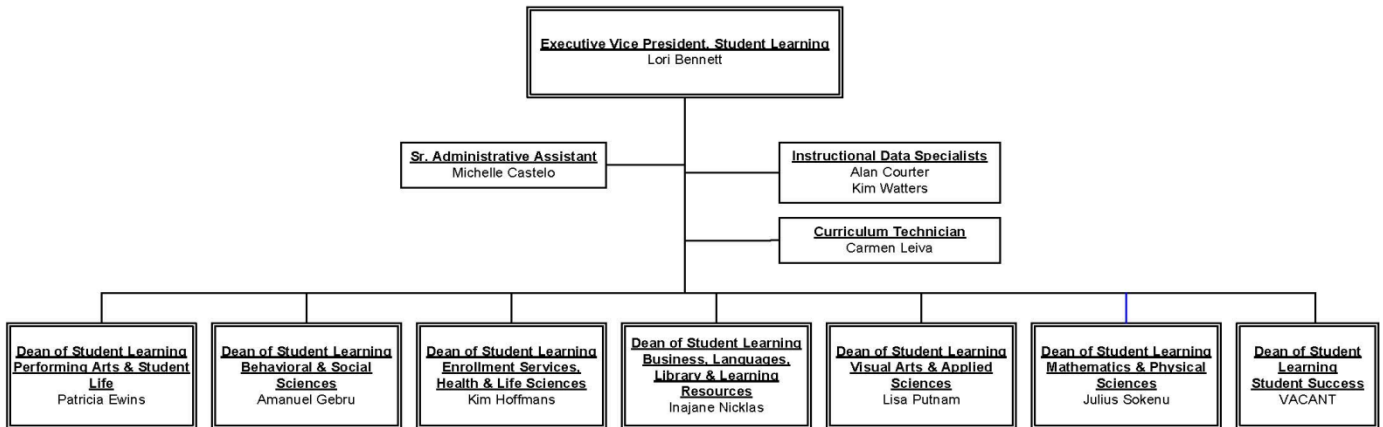 Executive Vice President, Student Learning
Lori Bennett
Sr. Administrative Assistant
Michelle Castelo
Instructional Data Specialists
Alan Courter
Kim Watters
Curriculum Technician
Carmen Leiva
Dean of Student Learning
Performing Arts & Student
Life
Patricia Ewins
Dean of Student Learning
Behavioral & Social
Sciences
Amanuel Gebru
Dean of Student Learning
Enrollment Services,
Health & Life Sciences
Kim Hoffmans
Dean of Student Learning
Business, Languages,
Library & Learning
Resources
Inajane Nicklas
Dean of Student Learning
Visual Arts & Applied
Sciences
Lisa Putnam
Dean of Student Learning
Mathematics & Physical
Sciences
Julius Sokenu
Dean of Student
Learning
Student Success
VACANT